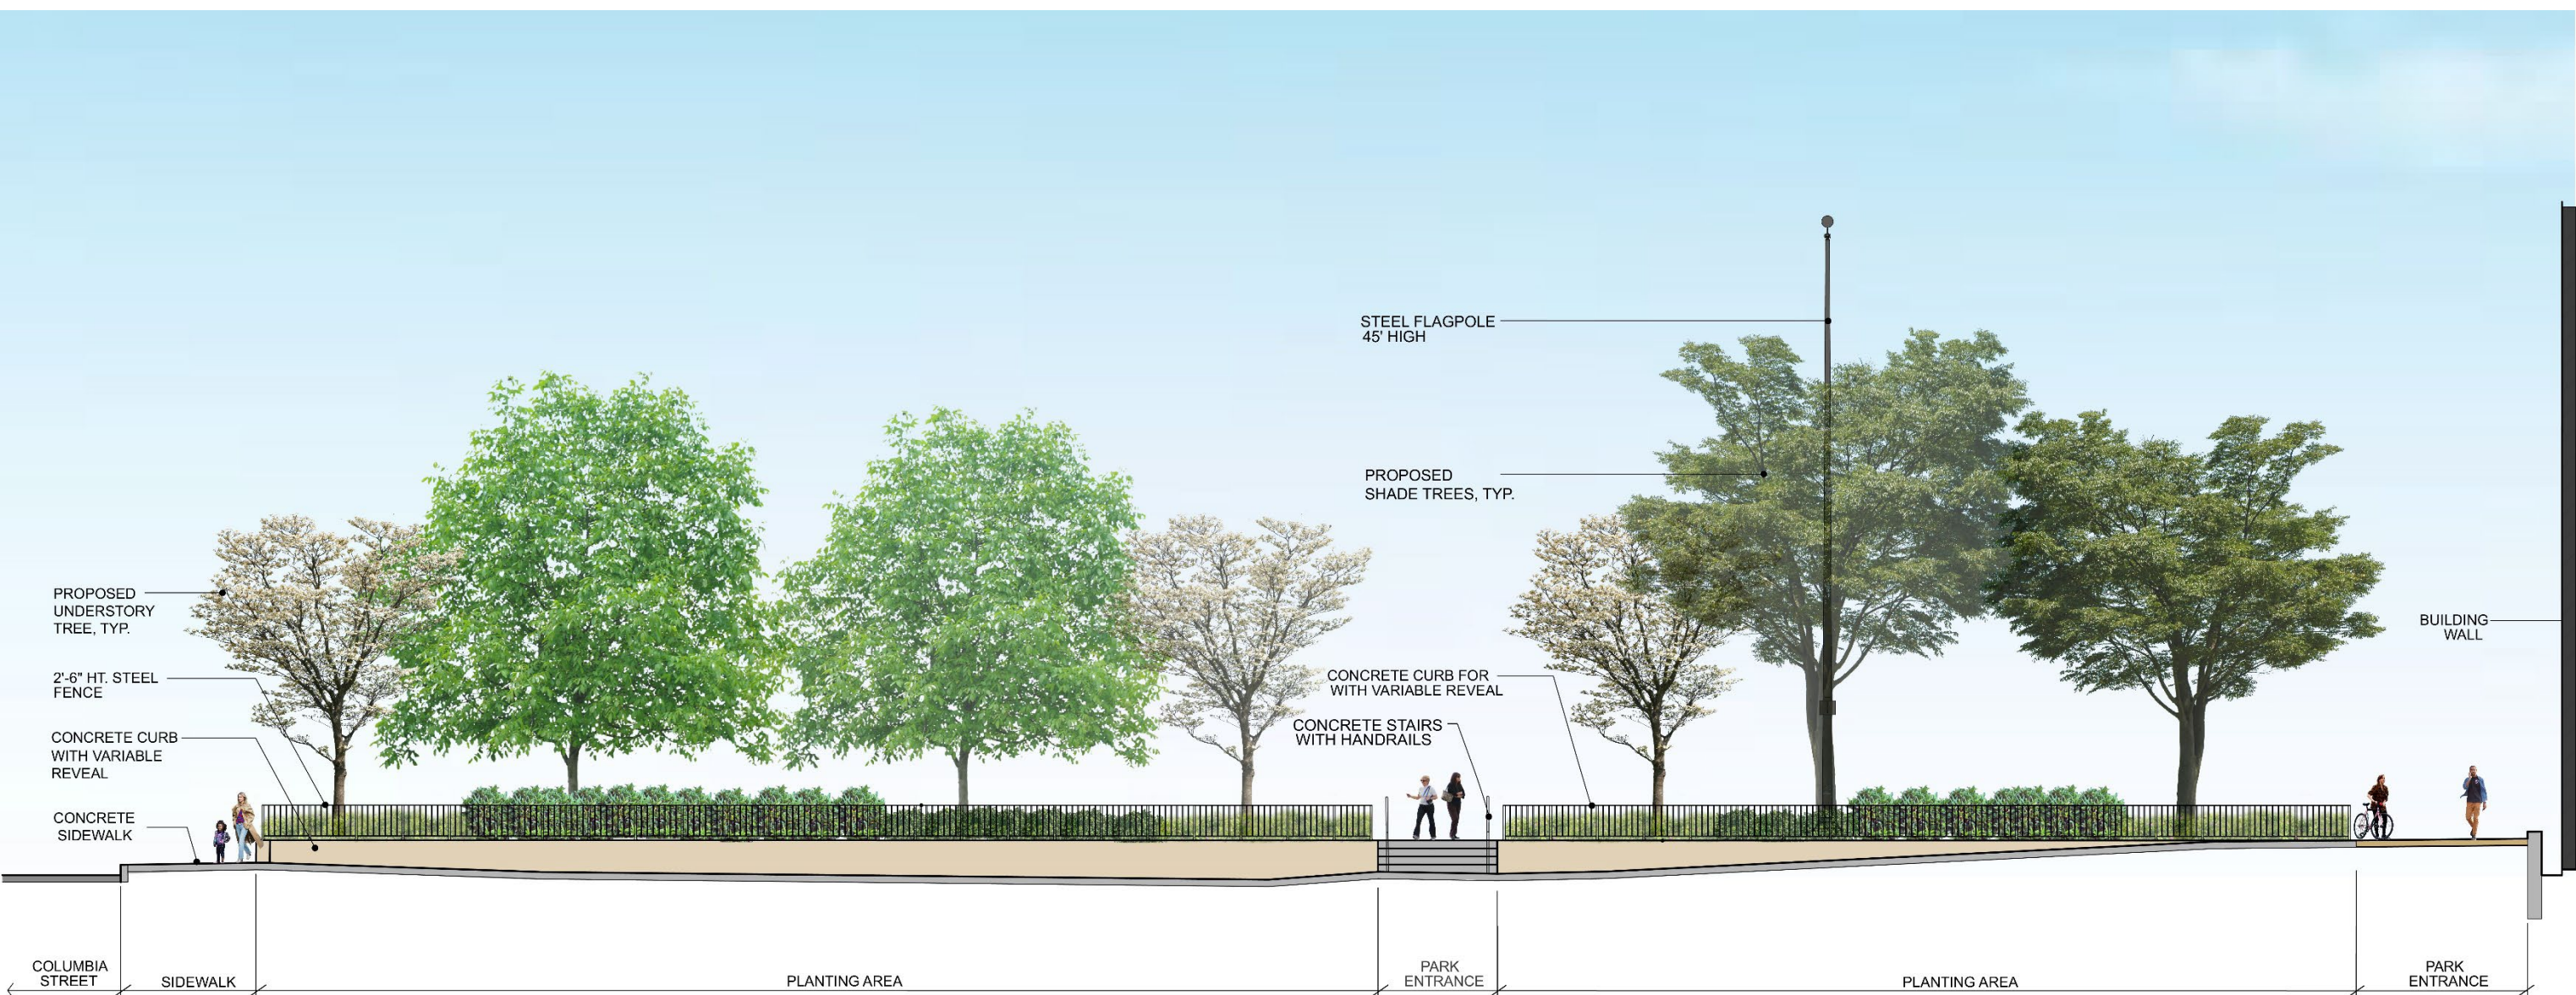 STEEL FLAGPOLE
45' HIGH
PROPOSED
SHADE TREES, TYP.
PROPOSED
UNDERSTORY
TREE, TYP.
2'-6" HT. STEEL
FENCE
CONCRETE CURB
WITH VARIABLE
REVEAL
CONCRETE
SIDEWALK
CONCRETE CURB FOR
WITH VARIABLE REVEAL
CONCRETE STAIRS
WITH HANDRAILS
BUILDING
WALL
COLUMBIA
STREET
SIDEWALK
PLANTING AREA
PARK
ENTRANCE
PLANTING AREA
PARK
ENTRANCE